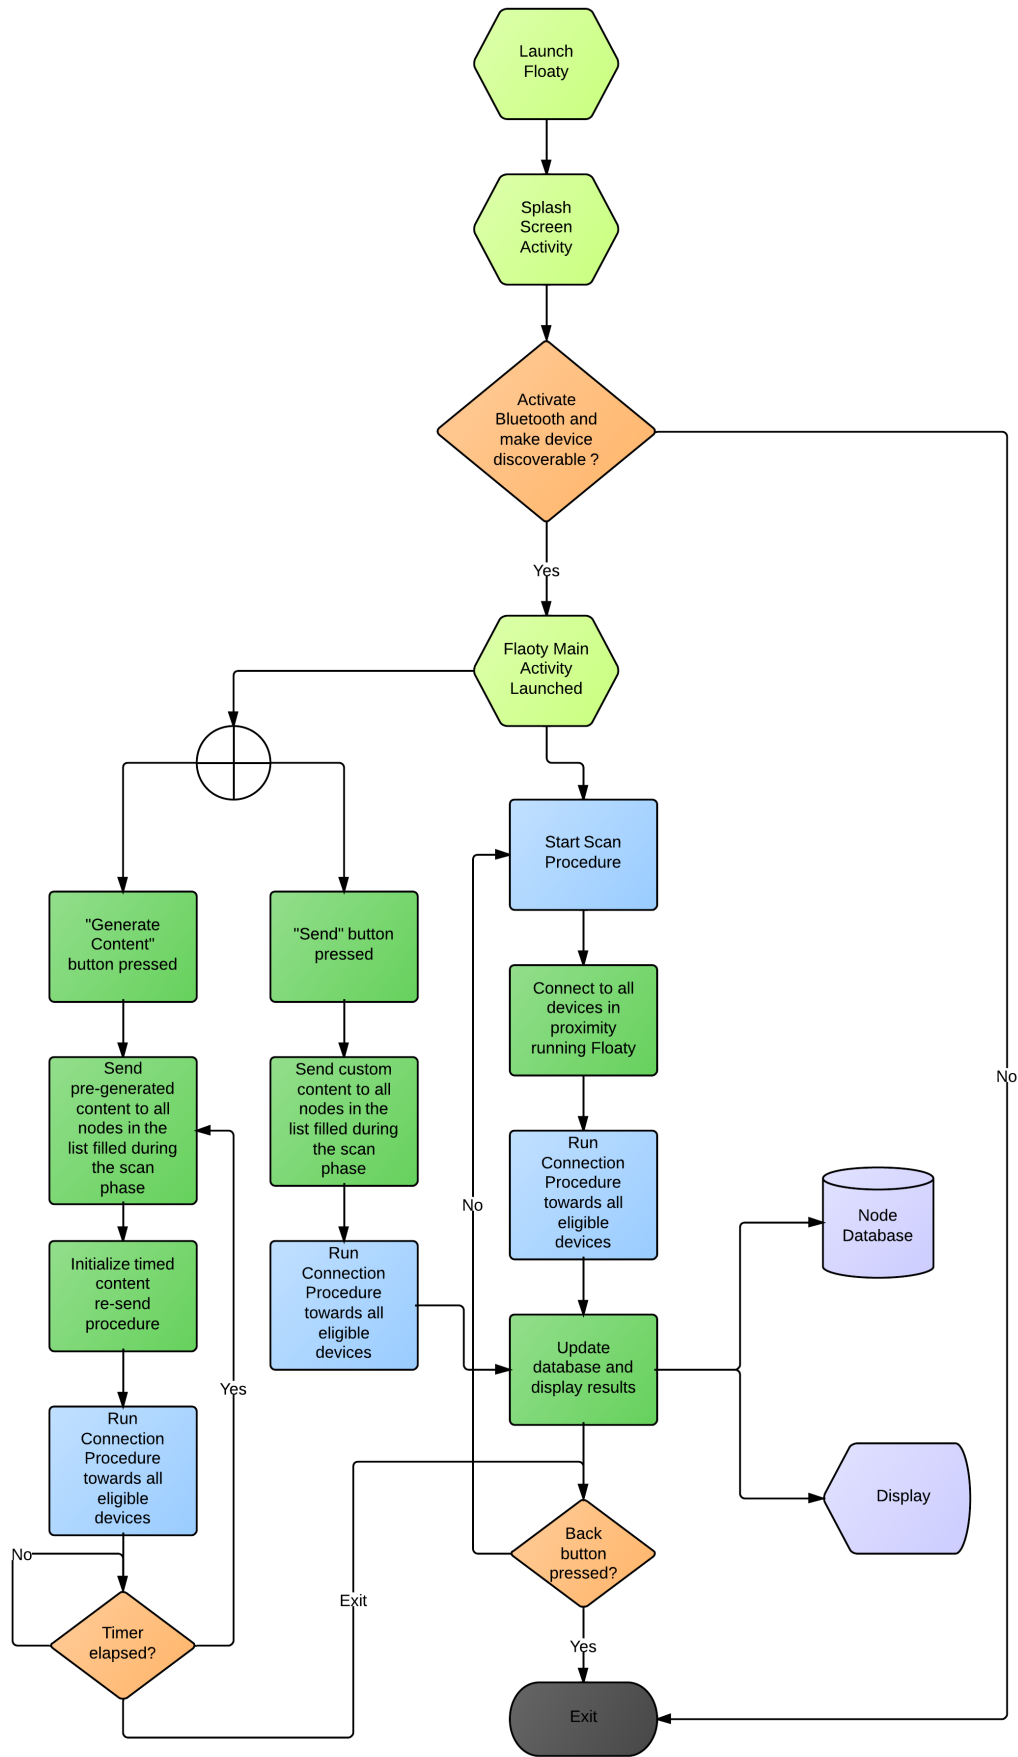 Launch
Floaty
Splash
Screen
Activity
Activate
Bluetooth and
make device
discoverable ?
Yes
No
Flaoty Main
Activity
Launched
Start Scan
Procedure
"Generate
Content"
button pressed
"Send" button
pressed
Connect to all
devices in
proximity
running Floaty
Send
pre-generated
content to all
nodes in the
list filled during
the scan
phase
Send custom
content to all
nodes in the
list filled during
the scan
phase
Run
Connection
Procedure
towards all
eligible
devices
No
Node
Database
Initialize timed
content
re-send
procedure
Run
Connection
Procedure
towards all
eligible
devices
Update
database and
display results
Yes
Run
Connection
Procedure
towards all
eligible
devices
Display
Back
button
pressed?
No
Exit
Timer
elapsed?
Yes
Exit